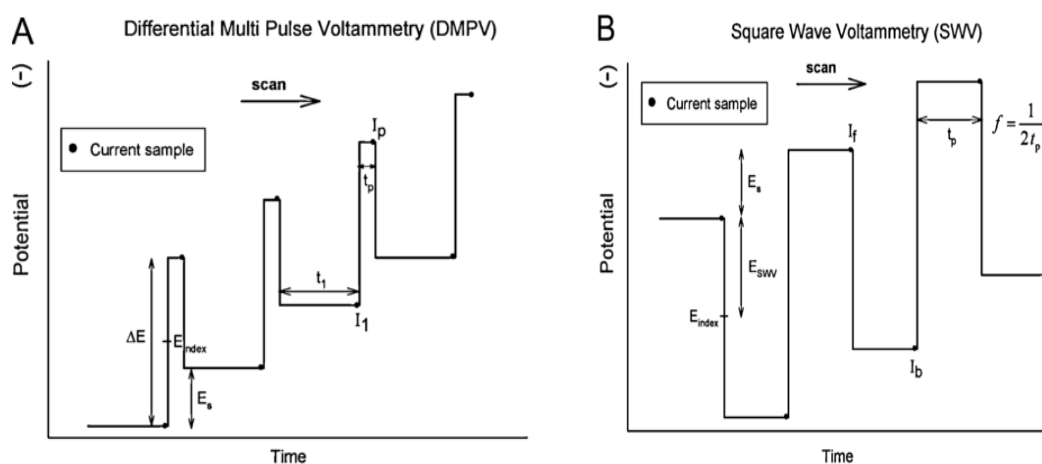 A
Differential Multi Pulse Voltammetry (DMPV)
(-)
Potential
scan
Current sample
Ip
tp
t1
I1
ΔE
Endex
Es
Time
B
Square Wave Voltammetry (SWV)
(-)
Potential
scan
Current sample
If
tp
f = 1/2tp
Es
ESWV
Eindex
Ib
Time